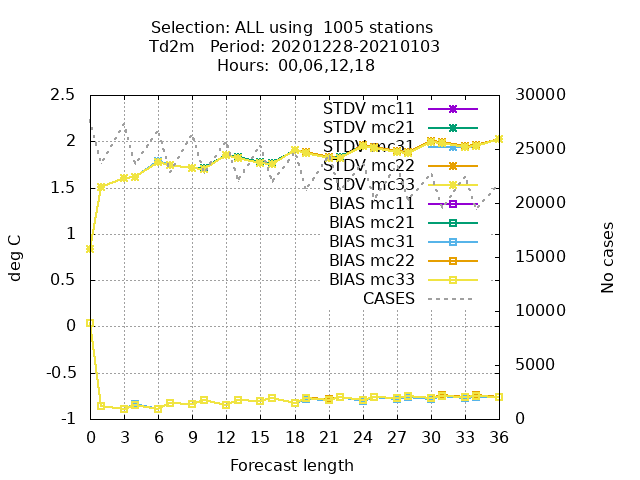 Selection: ALL using  1005 stations
Td2m   Period: 20201228-20210103
Hours:  00,06,12,18
2.5
2
1.5
1
0.5
0
-0.5
-1
deg C
30000
25000
20000
15000
10000
5000
0
No cases
STDV mc11
STDV mc21
STDV mc31
STDV mc22
STDV mc33
BIAS mc11
BIAS mc21
BIAS mc31
BIAS mc22
BIAS mc33
CASES
0 3 6 9 12 15 18 21 24 27 30 33 36
Forecast length